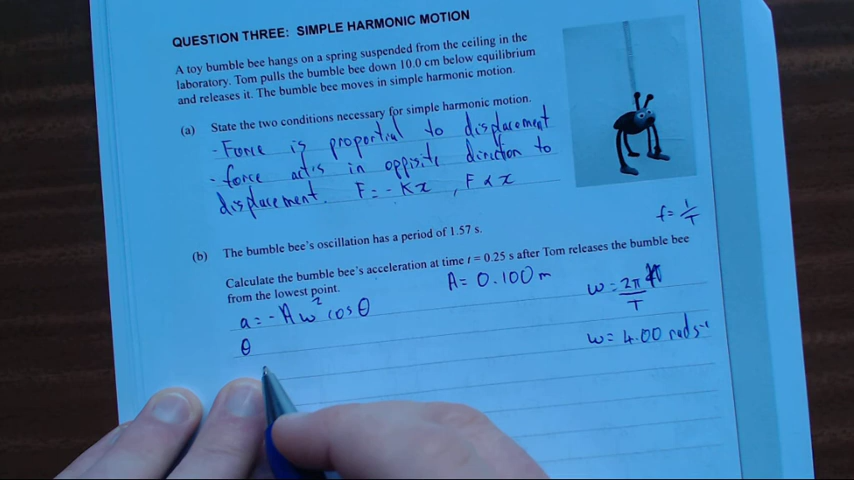 QUESTION THREE: SIMPLE HARMONIC MOTION
A toy bumble bee hangs on a spring suspended from the ceiling in the
laboratory. Tom pulls the bumble bee down 10.0 cm below equilibrium
and releases it. The bumble bee moves in simple harmonic motion.
(a) State the two conditions necessary for simple harmonic motion.
- Force is proportial to displacement
- force acts in opposite direction to
displacement. F = - Kx , F ∝ x
f = 1/T
(b) The bumble bee's oscillation has a period of 1.57 s.
Calculate the bumble bee's acceleration at time t = 0.25 s after Tom releases the bumble bee
from the lowest point.
A = 0.100 m
ω = 2π/T
a = - Aω² cos θ
ω = 4.00 rad s⁻¹
θ